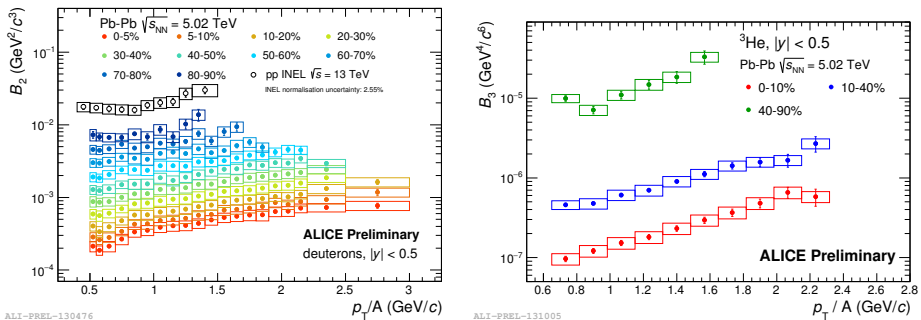 Pb-Pb √sNN = 5.02 TeV
0-5% 5-10% 10-20% 20-30%
30-40% 40-50% 50-60% 60-70%
70-80% 80-90% pp INEL √s = 13 TeV
INEL normalisation uncertainty: 2.55%
B2 (GeV²/c³)
10⁻¹
10⁻²
10⁻³
10⁻⁴
ALICE Preliminary
deuterons, |y| < 0.5
0.5 1 1.5 2 2.5 3
pT/A (GeV/c)
ALI-PREL-130476
³He, |y| < 0.5
Pb-Pb √sNN = 5.02 TeV
0-10% 10-40%
40-90%
B3 (GeV⁴/c⁶)
10⁻⁵
10⁻⁶
10⁻⁷
ALICE Preliminary
0.6 0.8 1 1.2 1.4 1.6 1.8 2 2.2 2.4 2.6 2.8
pT / A (GeV/c)
ALI-PREL-131005